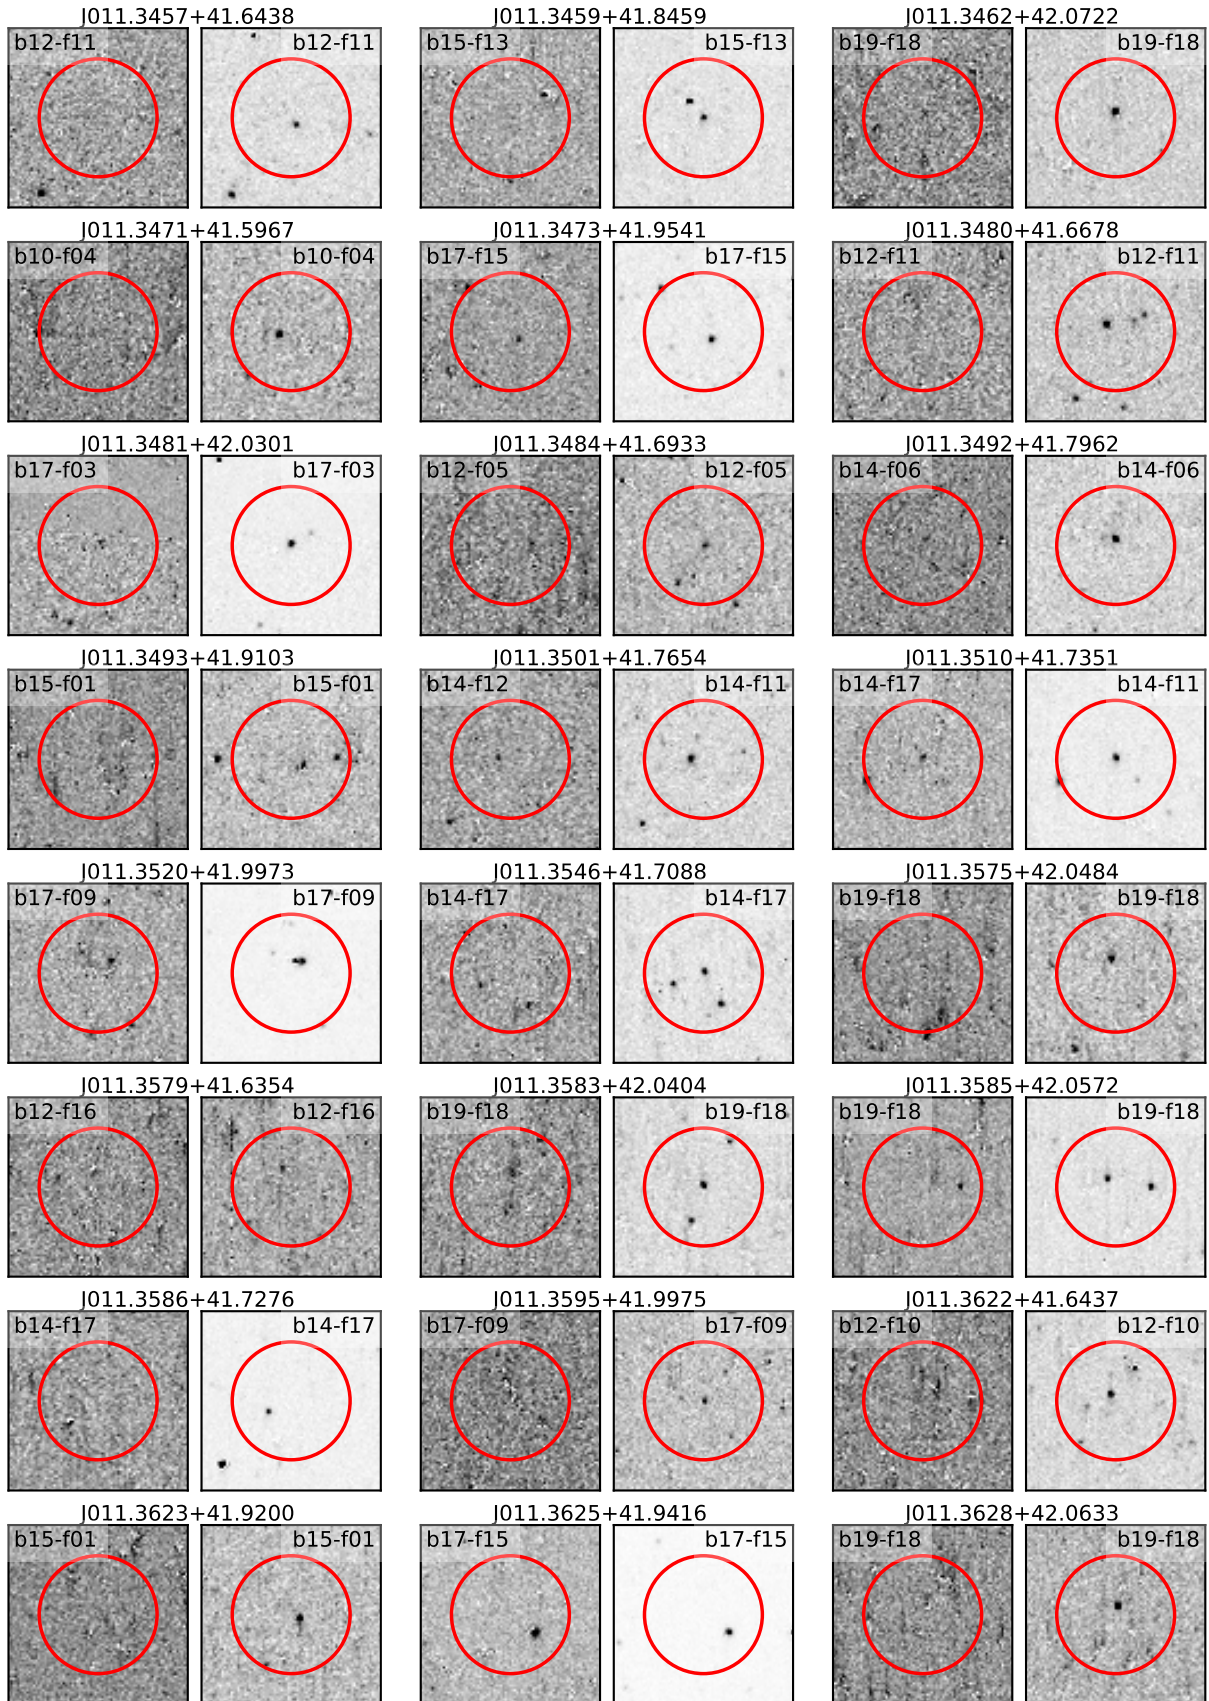 J011.3457+41.6438 J011.3459+41.8459 J011.3462+42.0722
b12-f11 b12-f11 b15-f13 b15-f13 b19-f18 b19-f18
J011.3471+41.5967 J011.3473+41.9541 J011.3480+41.6678
b10-f04 b10-f04 b17-f15 b17-f15 b12-f11 b12-f11
J011.3481+42.0301 J011.3484+41.6933 J011.3492+41.7962
b17-f03 b17-f03 b12-f05 b12-f05 b14-f06 b14-f06
J011.3493+41.9103 J011.3501+41.7654 J011.3510+41.7351
b15-f01 b15-f01 b14-f12 b14-f11 b14-f17 b14-f11
J011.3520+41.9973 J011.3546+41.7088 J011.3575+42.0484
b17-f09 b17-f09 b14-f17 b14-f17 b19-f18 b19-f18
J011.3579+41.6354 J011.3583+42.0404 J011.3585+42.0572
b12-f16 b12-f16 b19-f18 b19-f18 b19-f18 b19-f18
J011.3586+41.7276 J011.3595+41.9975 J011.3622+41.6437
b14-f17 b14-f17 b17-f09 b17-f09 b12-f10 b12-f10
J011.3623+41.9200 J011.3625+41.9416 J011.3628+42.0633
b15-f01 b15-f01 b17-f15 b17-f15 b19-f18 b19-f18